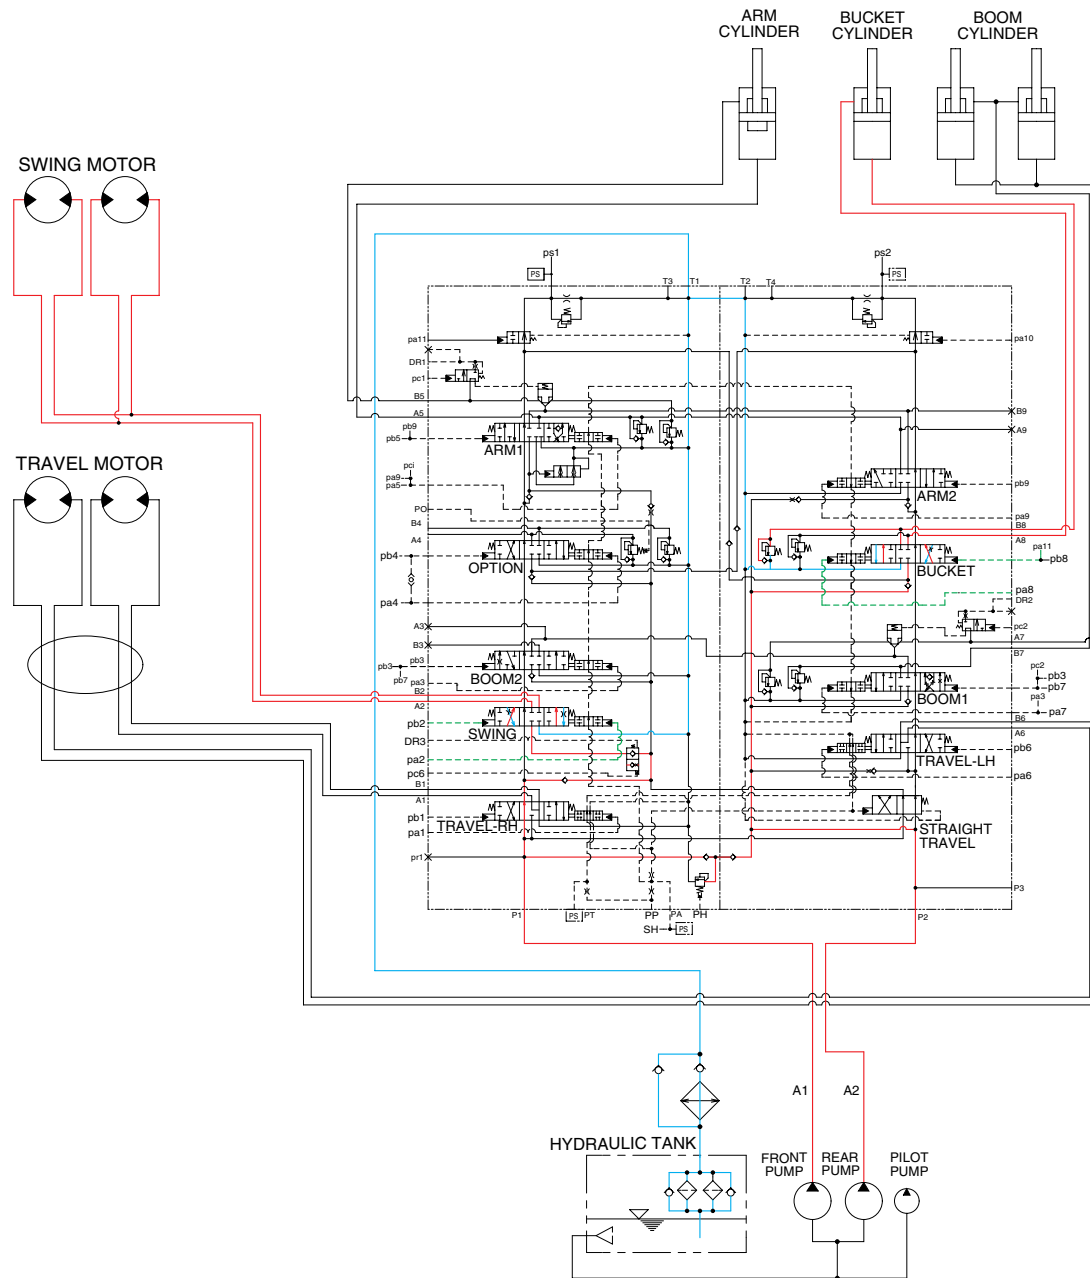 ARM
CYLINDER
BUCKET
CYLINDER
BOOM
CYLINDER
SWING MOTOR
TRAVEL MOTOR
ps1
PS
T3
T1
T2
T4
ps2
PS
pa11
DR1
pc1
B5
A5
pb9
pb5
ARM1
pci
pa9
pa5
PO
B4
A4
pb4
OPTION
pa4
A3
B3
pb3
pb3
pb7
pa3
BOOM2
B2
A2
pb2
SWING
DR3
pa2
pc6
B1
A1
pb1
TRAVEL-RH
pa1
pr1
pa10
B9
A9
ARM2
pb9
pa9
B8
A8
pa11
pb8
BUCKET
pa8
DR2
pc2
A7
B7
pc2
pb3
pb7
pa3
pa7
BOOM1
B6
A6
pb6
TRAVEL-LH
pa6
STRAIGHT
TRAVEL
P3
P1
PS
PT
PP
PA
PH
P2
SH
PS
A1
A2
HYDRAULIC TANK
FRONT
PUMP
REAR
PUMP
PILOT
PUMP